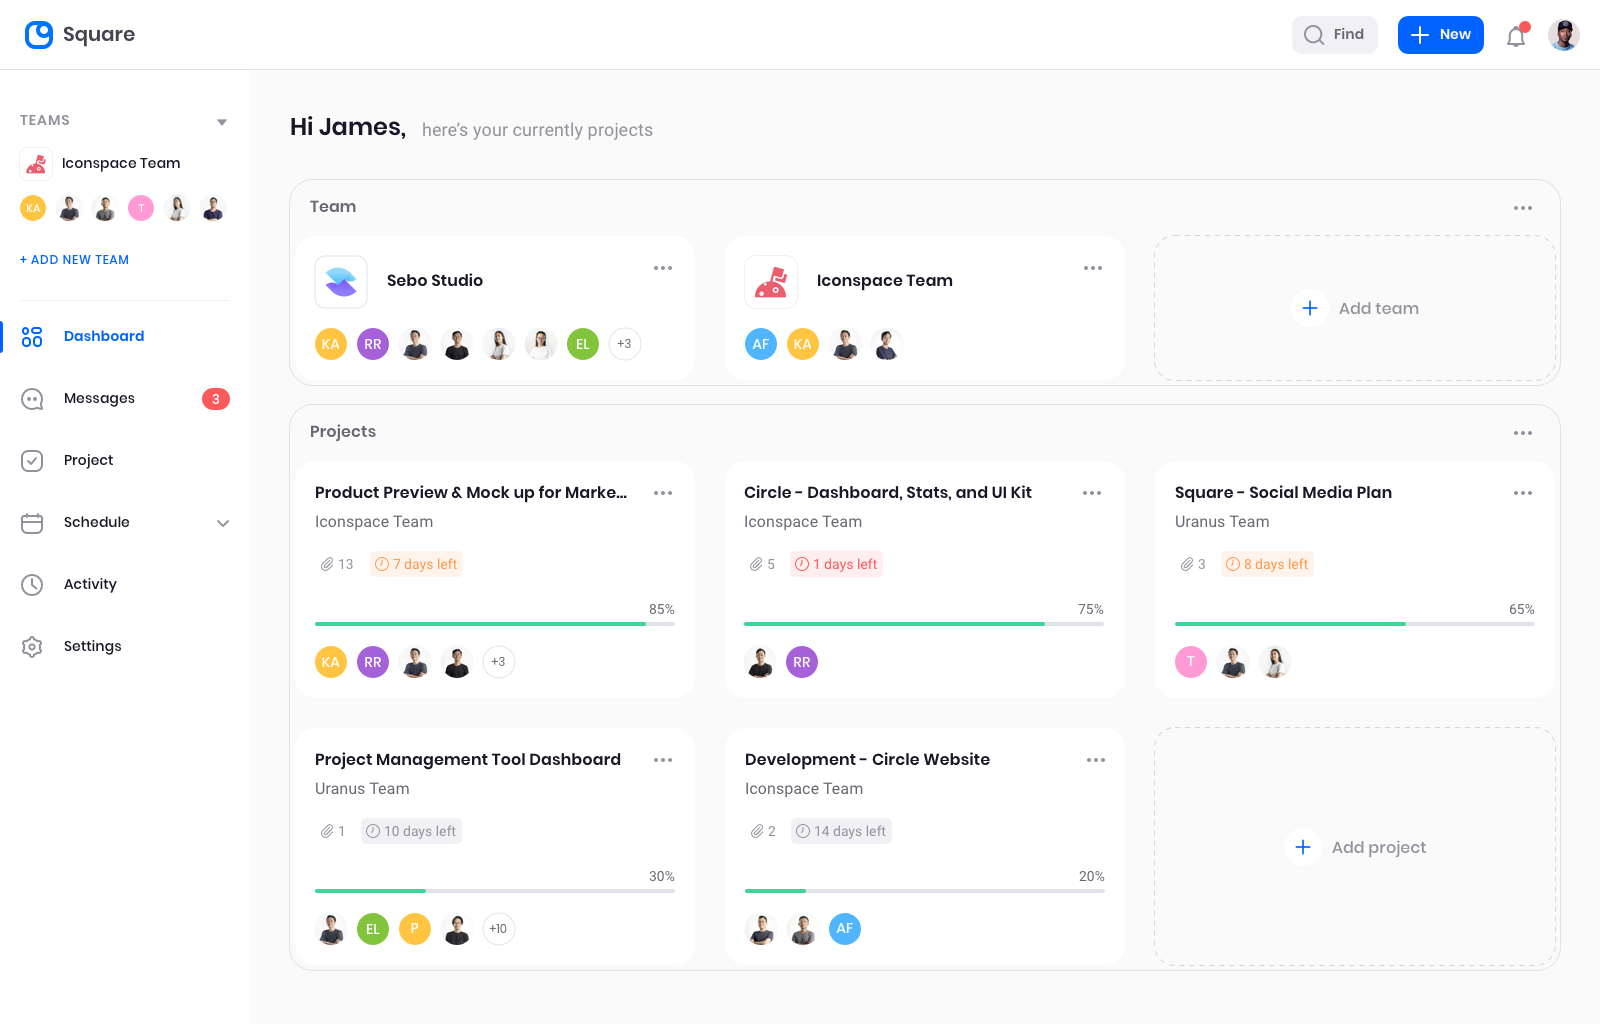 Square
Find
New
TEAMS
Iconspace Team
KA T
+ ADD NEW TEAM
Dashboard
Messages 3
Project
Schedule
Activity
Settings
Hi James, here's your currently projects
Team
Sebo Studio
KA RR EL +3
Iconspace Team
AF KA
Add team
Projects
Product Preview & Mock up for Marke...
Iconspace Team
13 7 days left
85%
KA RR +3
Circle - Dashboard, Stats, and UI Kit
Iconspace Team
5 1 days left
75%
RR
Square - Social Media Plan
Uranus Team
3 8 days left
65%
T
Project Management Tool Dashboard
Uranus Team
1 10 days left
30%
EL P +10
Development - Circle Website
Iconspace Team
2 14 days left
20%
AF
Add project